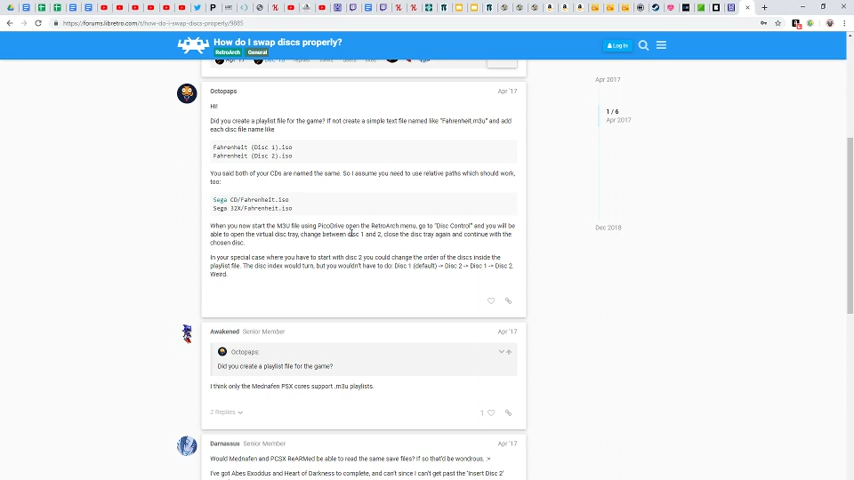 https://forums.libretro.com/t/how-do-i-swap-discs-properly/9885
How do I swap discs properly?
RetroArch General
Log In
Apr 2017
1 / 6
Apr 2017
Dec 2018
Octopaps
Apr '17
Hi!
Did you create a playlist file for the game? If not create a simple text file named like "Fahrenheit.m3u" and add
each disc file name like
Fahrenheit (Disc 1).iso
Fahrenheit (Disc 2).iso
You said both of your CDs are named the same. So I assume you need to use relative paths which should work,
too:
Sega CD/Fahrenheit.iso
Sega 32X/Fahrenheit.iso
When you now start the M3U file using PicoDrive open the RetroArch menu, go to "Disc Control" and you will be
able to open the virtual disc tray, change between disc 1 and 2, close the disc tray again and continue with the
chosen disc.
In your special case where you have to start with disc 2 you could change the order of the discs inside the
playlist file. The disc index would turn, but you wouldn't have to do: Disc 1 (default) -> Disc 2 -> Disc 1 -> Disc 2.
Weird.
Awakened Senior Member
Apr '17
Octopaps:
Did you create a playlist file for the game?
I think only the Mednafen PSX cores support .m3u playlists.
2 Replies
1
Darnassus Senior Member
Apr '17
Would Mednafen and PCSX ReARMed be able to read the same save files? If so that'd be wondrous. :>
I've got Abes Exoddus and Heart of Darkness to complete, and can't since I can't get past the 'Insert Disc 2'